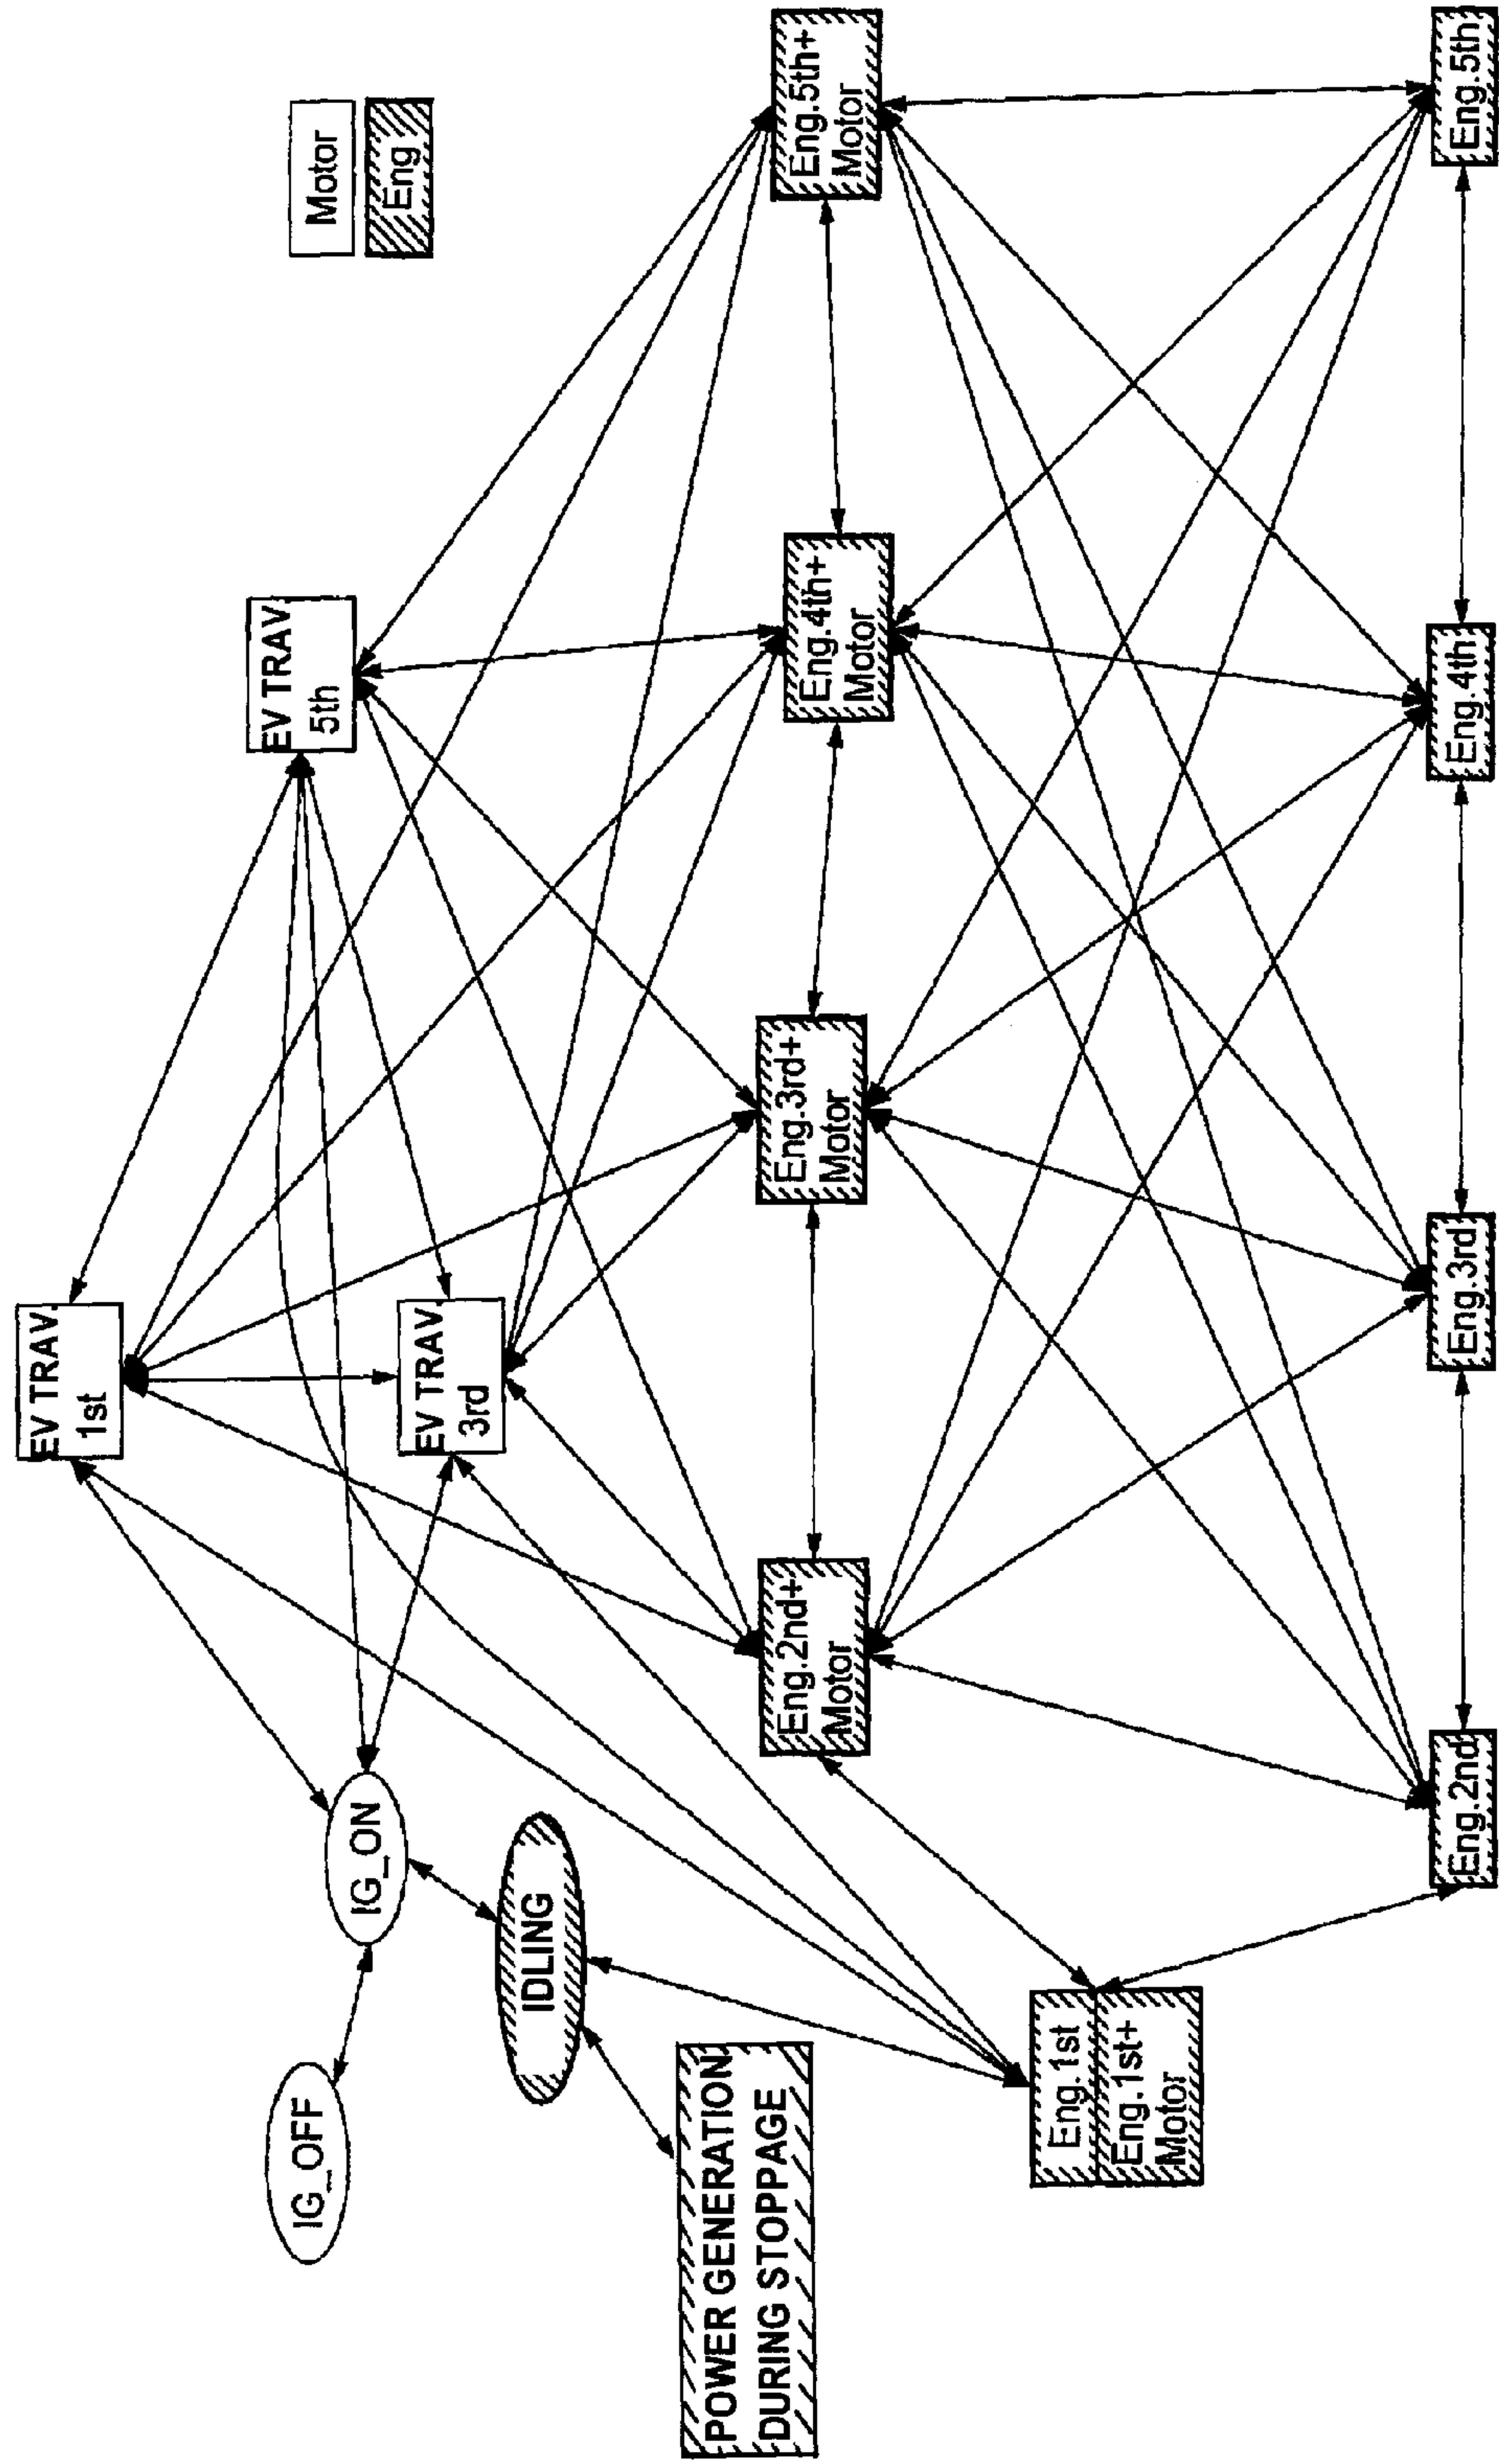 Motor
Eng
EV TRAV.
1st
EV TRAV.
3rd
EV TRAV
5th
IG_OFF
IG_ON
IDLING
POWER GENERATION
DURING STOPPAGE
Eng.1st
Eng.1st+
Motor
Eng.2nd+
Motor
Eng.3rd+
Motor
Eng.4th+
Motor
Eng.5th+
Motor
Eng.2nd
Eng.3rd
Eng.4th
Eng.5th